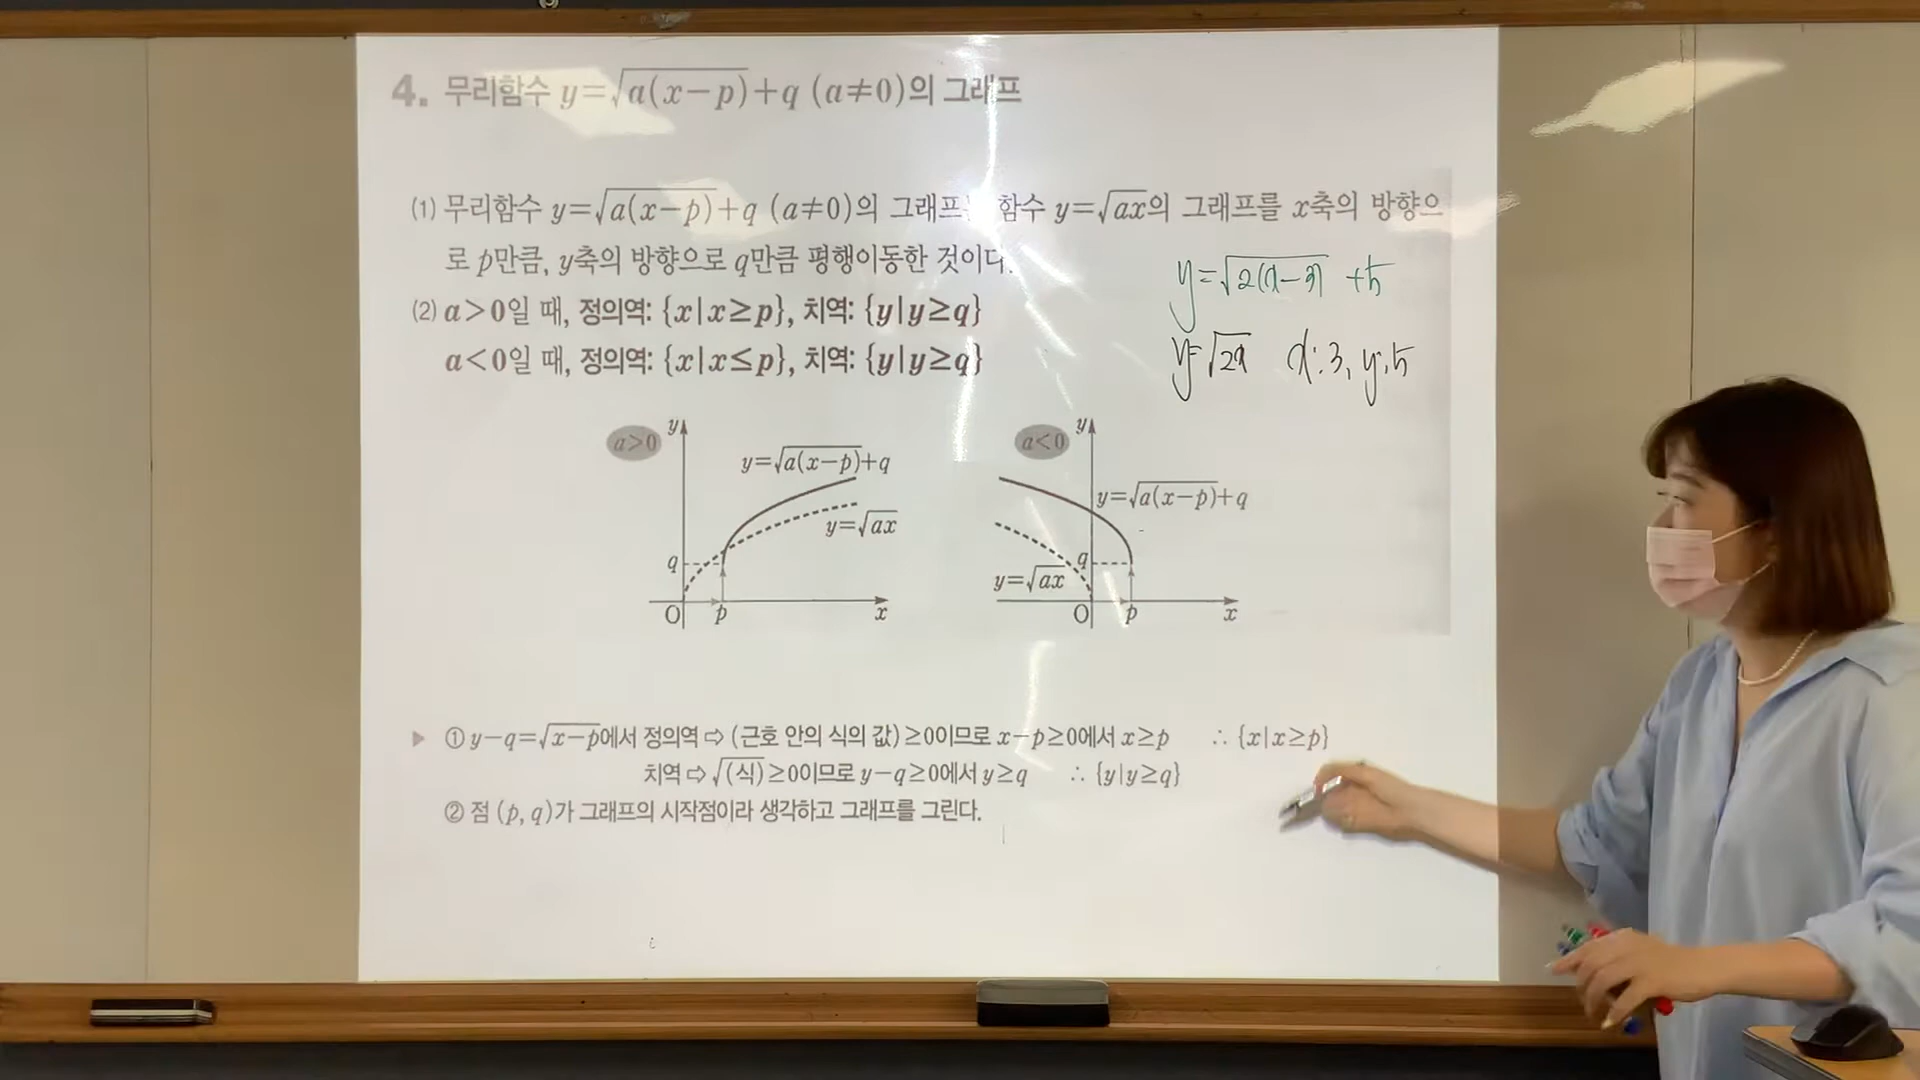 4. 무리함수 y=√a(x-p)+q (a≠0)의 그래프
(1) 무리함수 y=√a(x-p)+q (a≠0)의 그래프 함수 y=√ax의 그래프를 x축의 방향으
로 p만큼, y축의 방향으로 q만큼 평행이동한 것이다.
y=√2(x-3) +5
(2) a>0일 때, 정의역: {x|x≥p}, 치역: {y|y≥q}
a<0일 때, 정의역: {x|x≤p}, 치역: {y|y≥q}
y=√2x x:3, y:5
a>0
y
y=√a(x-p)+q
y=√ax
q
O
p
x
a<0
y
y=√a(x-p)+q
q
y=√ax
O
p
x
▶ ① y-q=√x-p에서 정의역 ⇨ (근호 안의 식의 값)≥0이므로 x-p≥0에서 x≥p ∴ {x|x≥p}
치역 ⇨ √(식)≥0이므로 y-q≥0에서 y≥q ∴ {y|y≥q}
② 점 (p, q)가 그래프의 시작점이라 생각하고 그래프를 그린다.